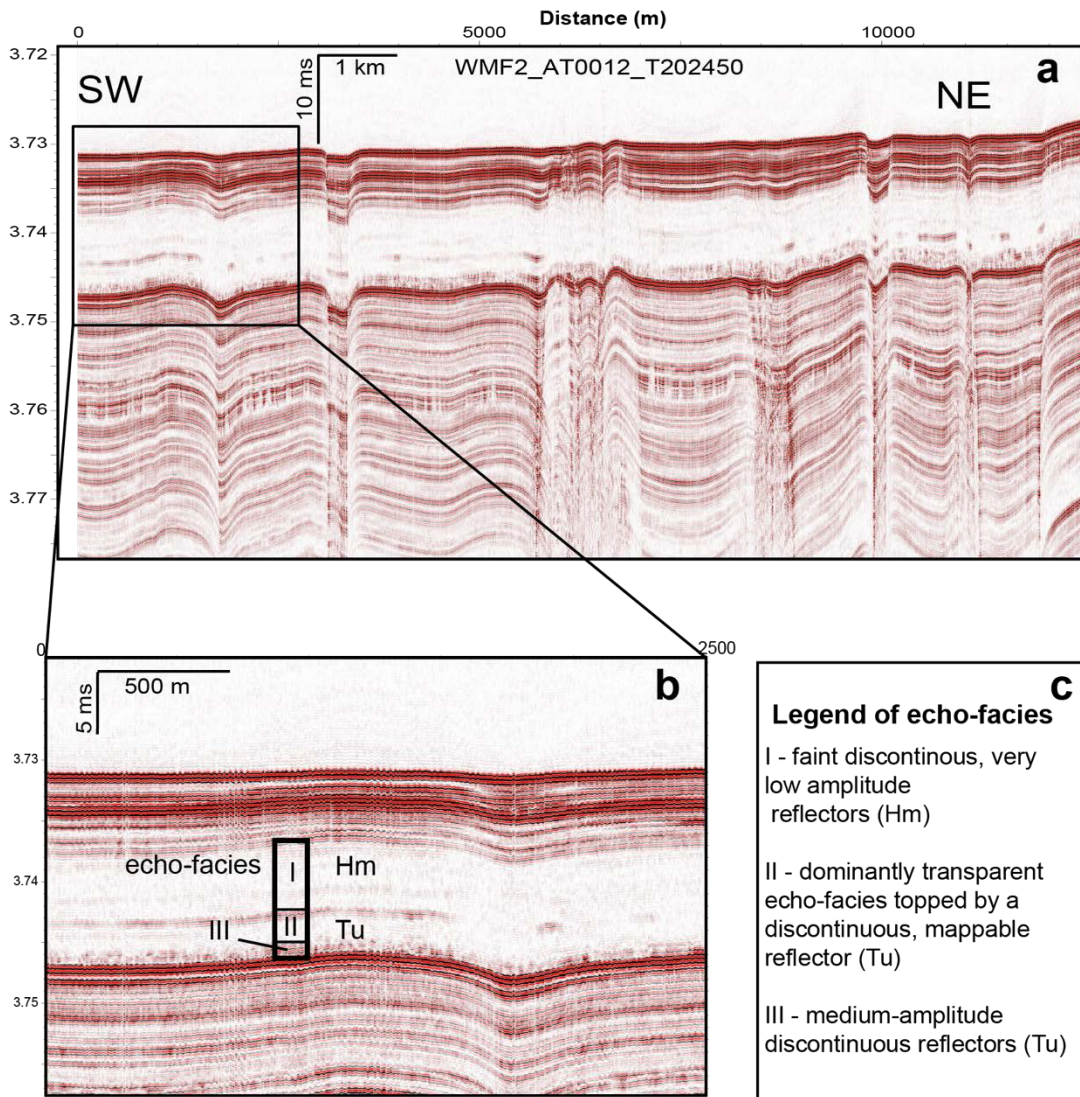 Distance (m)
0 5000 10000
3.72
3.73
3.74
3.75
3.76
3.77
SW
10 ms
1 km
WMF2_AT0012_T202450
a
NE
0
2500
5 ms
500 m
b
3.73
3.74
3.75
echo-facies I Hm
III II Tu
c
Legend of echo-facies
I - faint discontinous, very
low amplitude
reflectors (Hm)
II - dominantly transparent
echo-facies topped by a
discontinuous, mappable
reflector (Tu)
III - medium-amplitude
discontinuous reflectors (Tu)